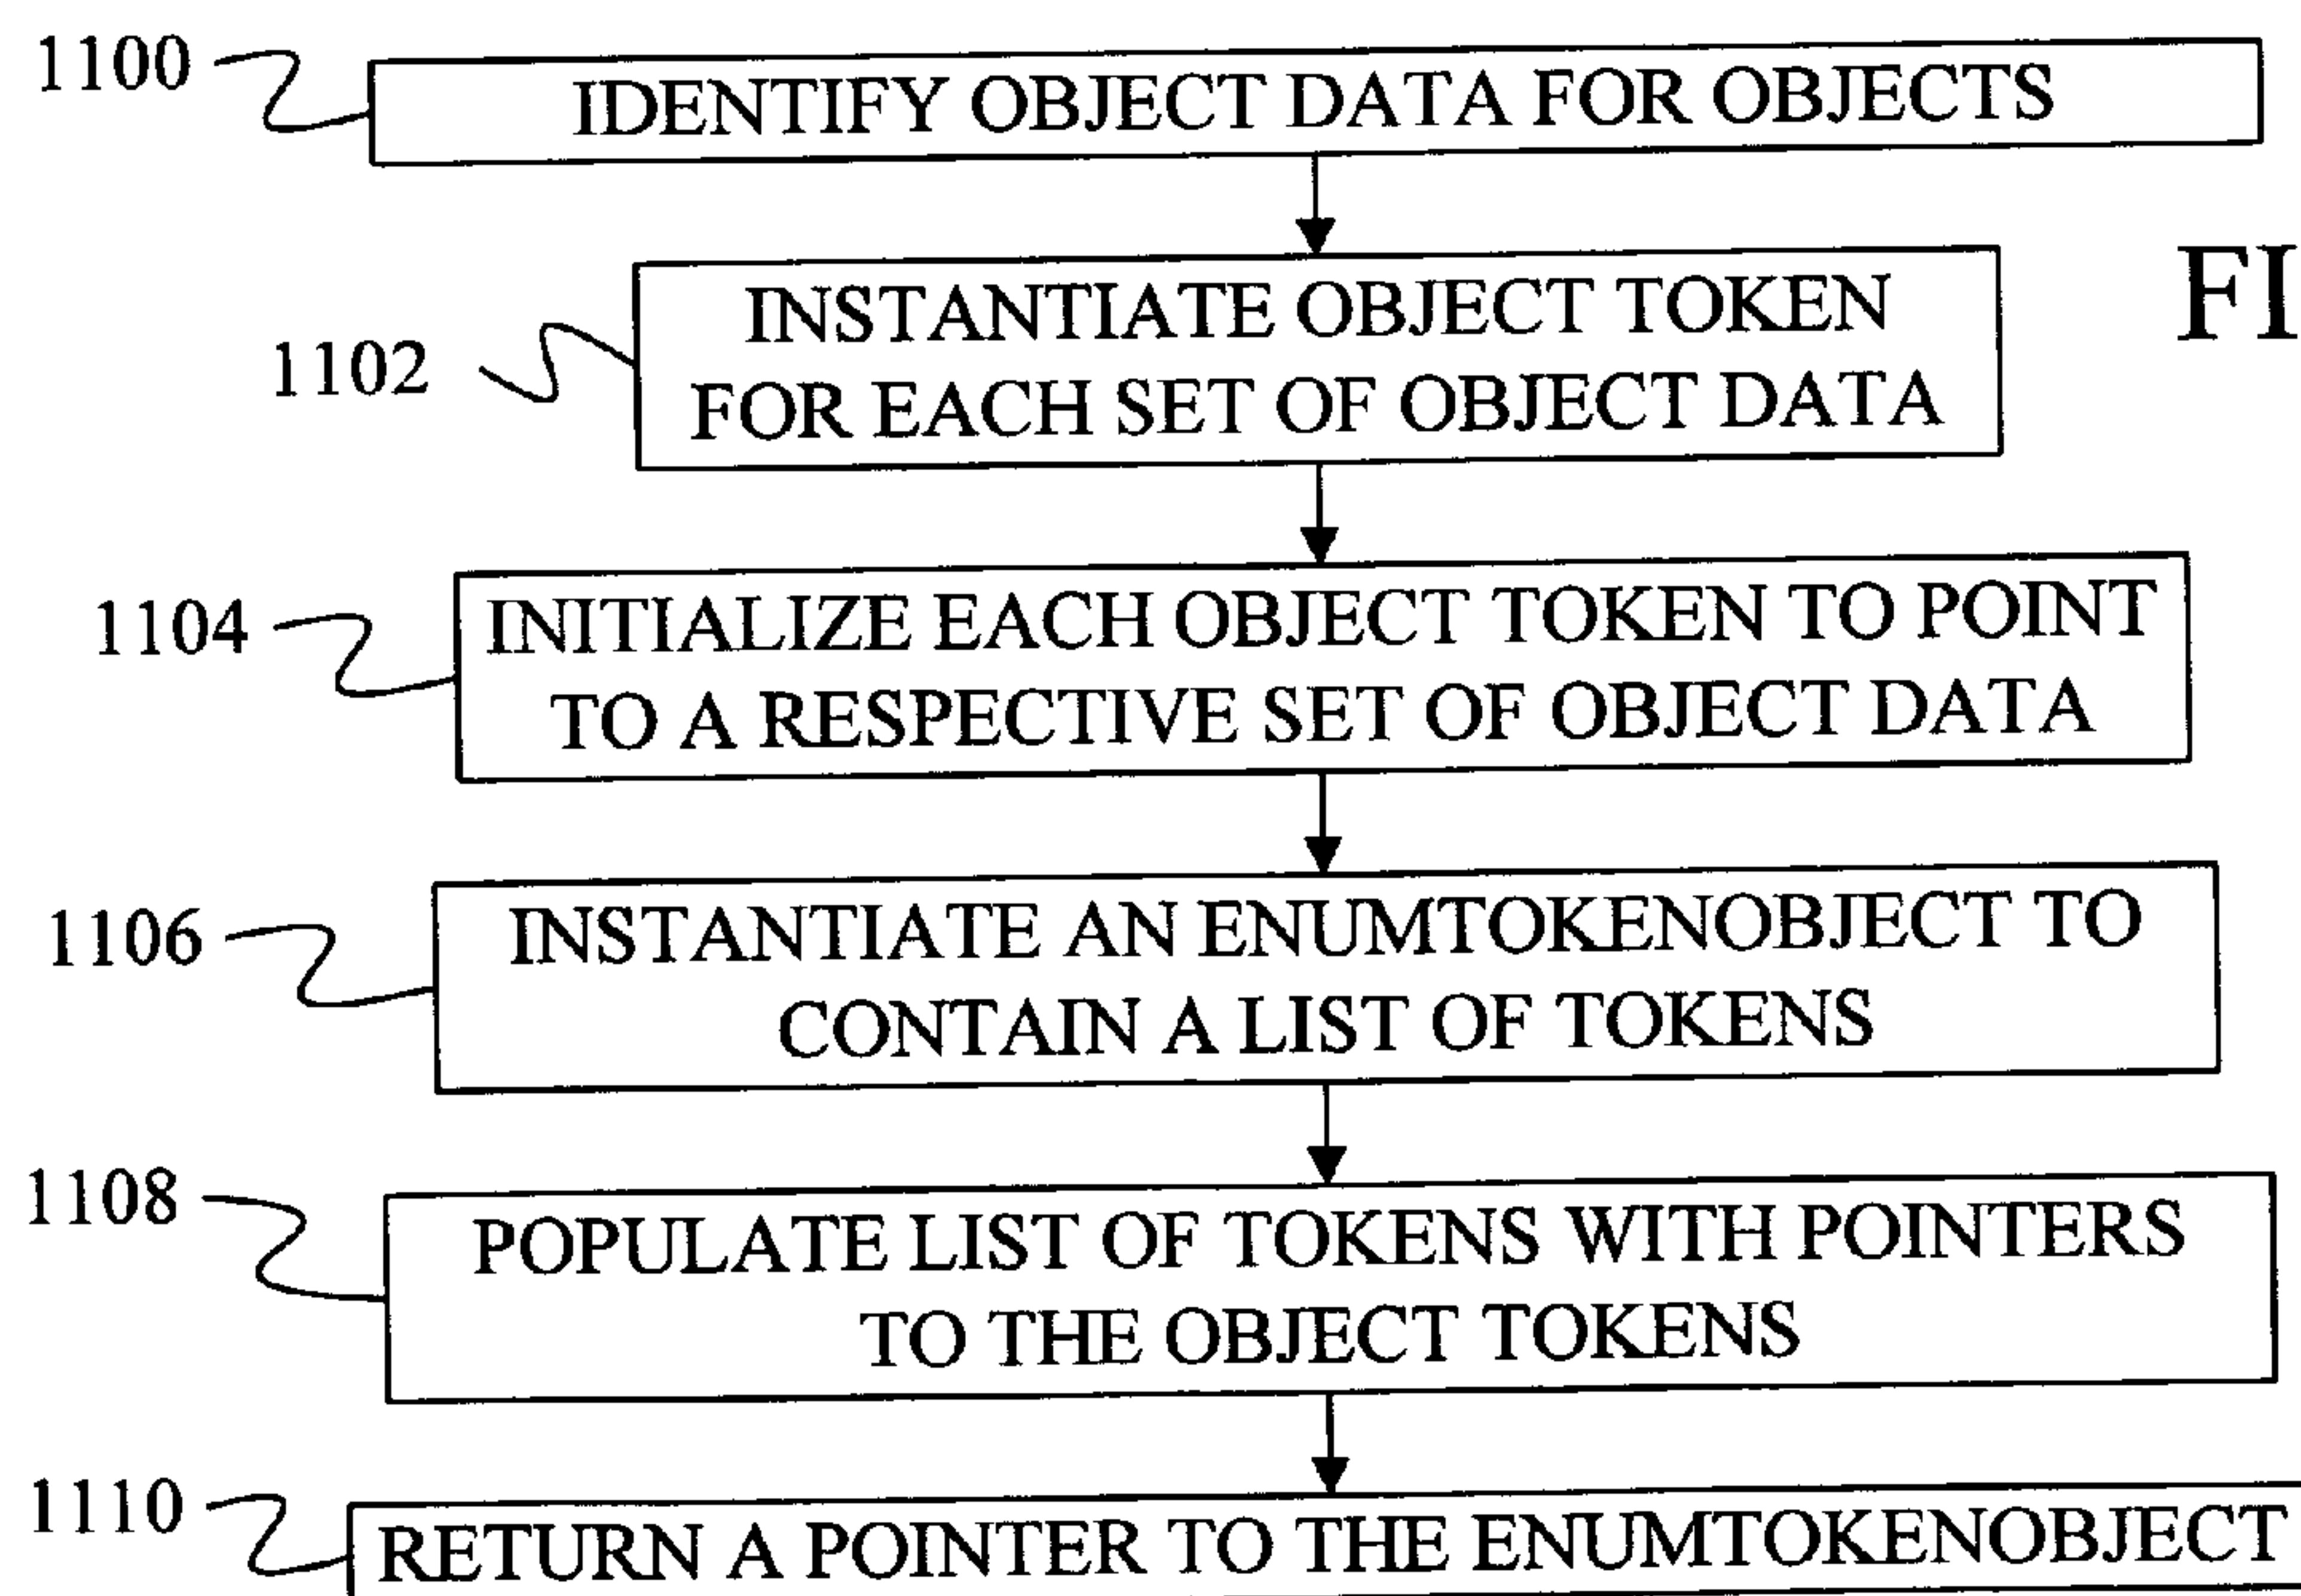 1100
IDENTIFY OBJECT DATA FOR OBJECTS
1102
INSTANTIATE OBJECT TOKEN
FOR EACH SET OF OBJECT DATA
FI
1104
INITIALIZE EACH OBJECT TOKEN TO POINT
TO A RESPECTIVE SET OF OBJECT DATA
1106
INSTANTIATE AN ENUMTOKENOBJECT TO
CONTAIN A LIST OF TOKENS
1108
POPULATE LIST OF TOKENS WITH POINTERS
TO THE OBJECT TOKENS
1110
RETURN A POINTER TO THE ENUMTOKENOBJECT